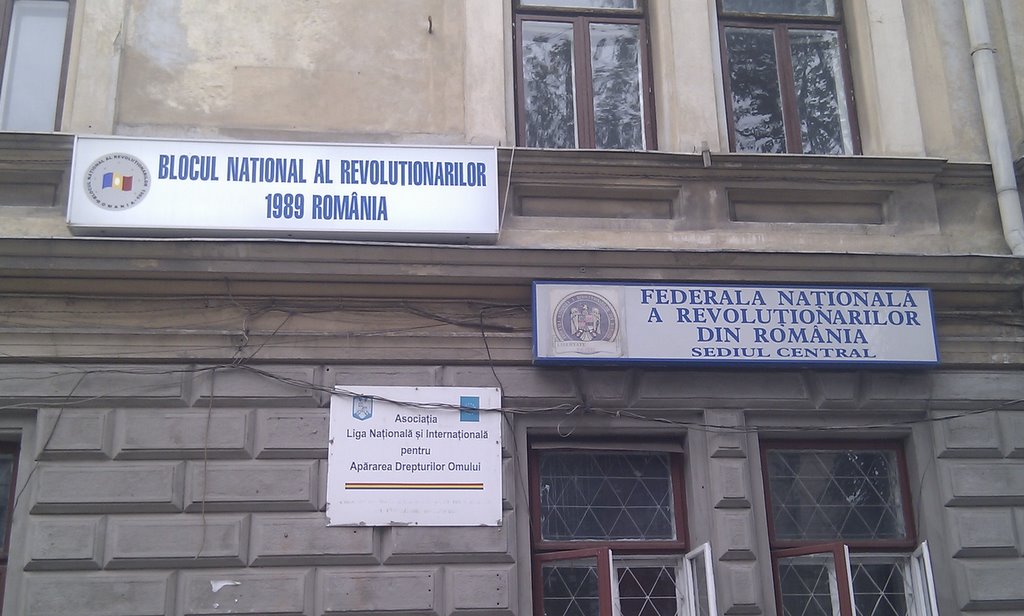 BLOCUL NATIONAL AL REVOLUTIONARILOR
1989 ROMÂNIA
FEDERALA NAȚIONALĂ
A REVOLUȚIONARILOR
DIN ROMÂNIA
SEDIUL CENTRAL
LIBERTATE
Asociația
Liga Națională și Internațională
pentru
Apărarea Drepturilor Omului